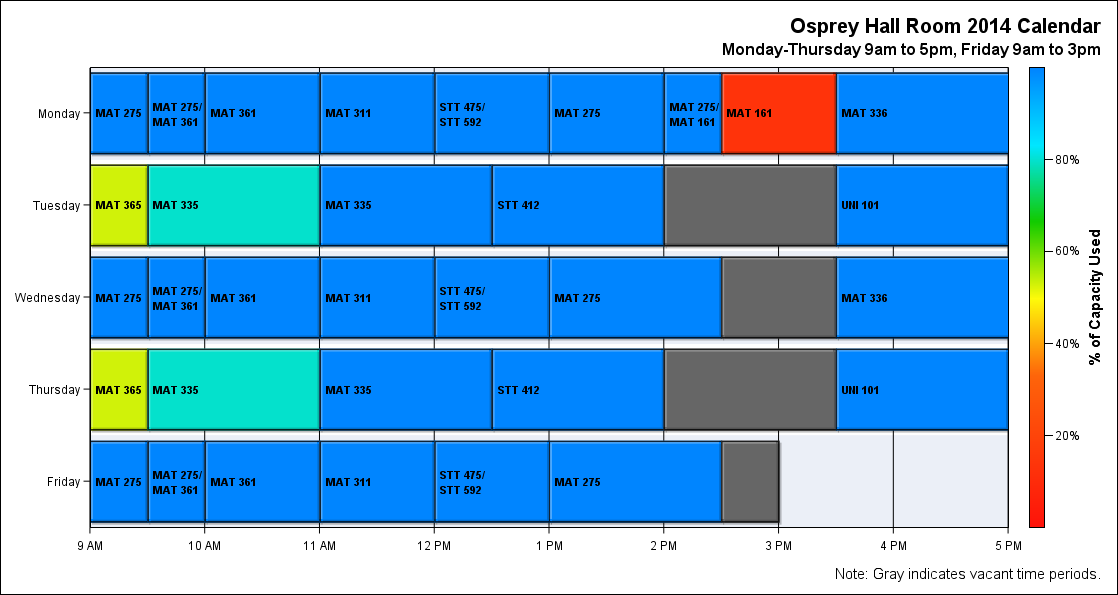 Osprey Hall Room 2014 Calendar
Monday-Thursday 9am to 5pm, Friday 9am to 3pm
Monday
MAT 275
MAT 275/
MAT 361
MAT 361
MAT 311
STT 475/
STT 592
MAT 275
MAT 275/
MAT 161
MAT 161
MAT 336
Tuesday
MAT 365
MAT 335
MAT 335
STT 412
UNI 101
Wednesday
MAT 275
MAT 275/
MAT 361
MAT 361
MAT 311
STT 475/
STT 592
MAT 275
MAT 336
Thursday
MAT 365
MAT 335
MAT 335
STT 412
UNI 101
Friday
MAT 275
MAT 275/
MAT 361
MAT 361
MAT 311
STT 475/
STT 592
MAT 275
9 AM
10 AM
11 AM
12 PM
1 PM
2 PM
3 PM
4 PM
5 PM
80%
60%
40%
20%
% of Capacity Used
Note: Gray indicates vacant time periods.